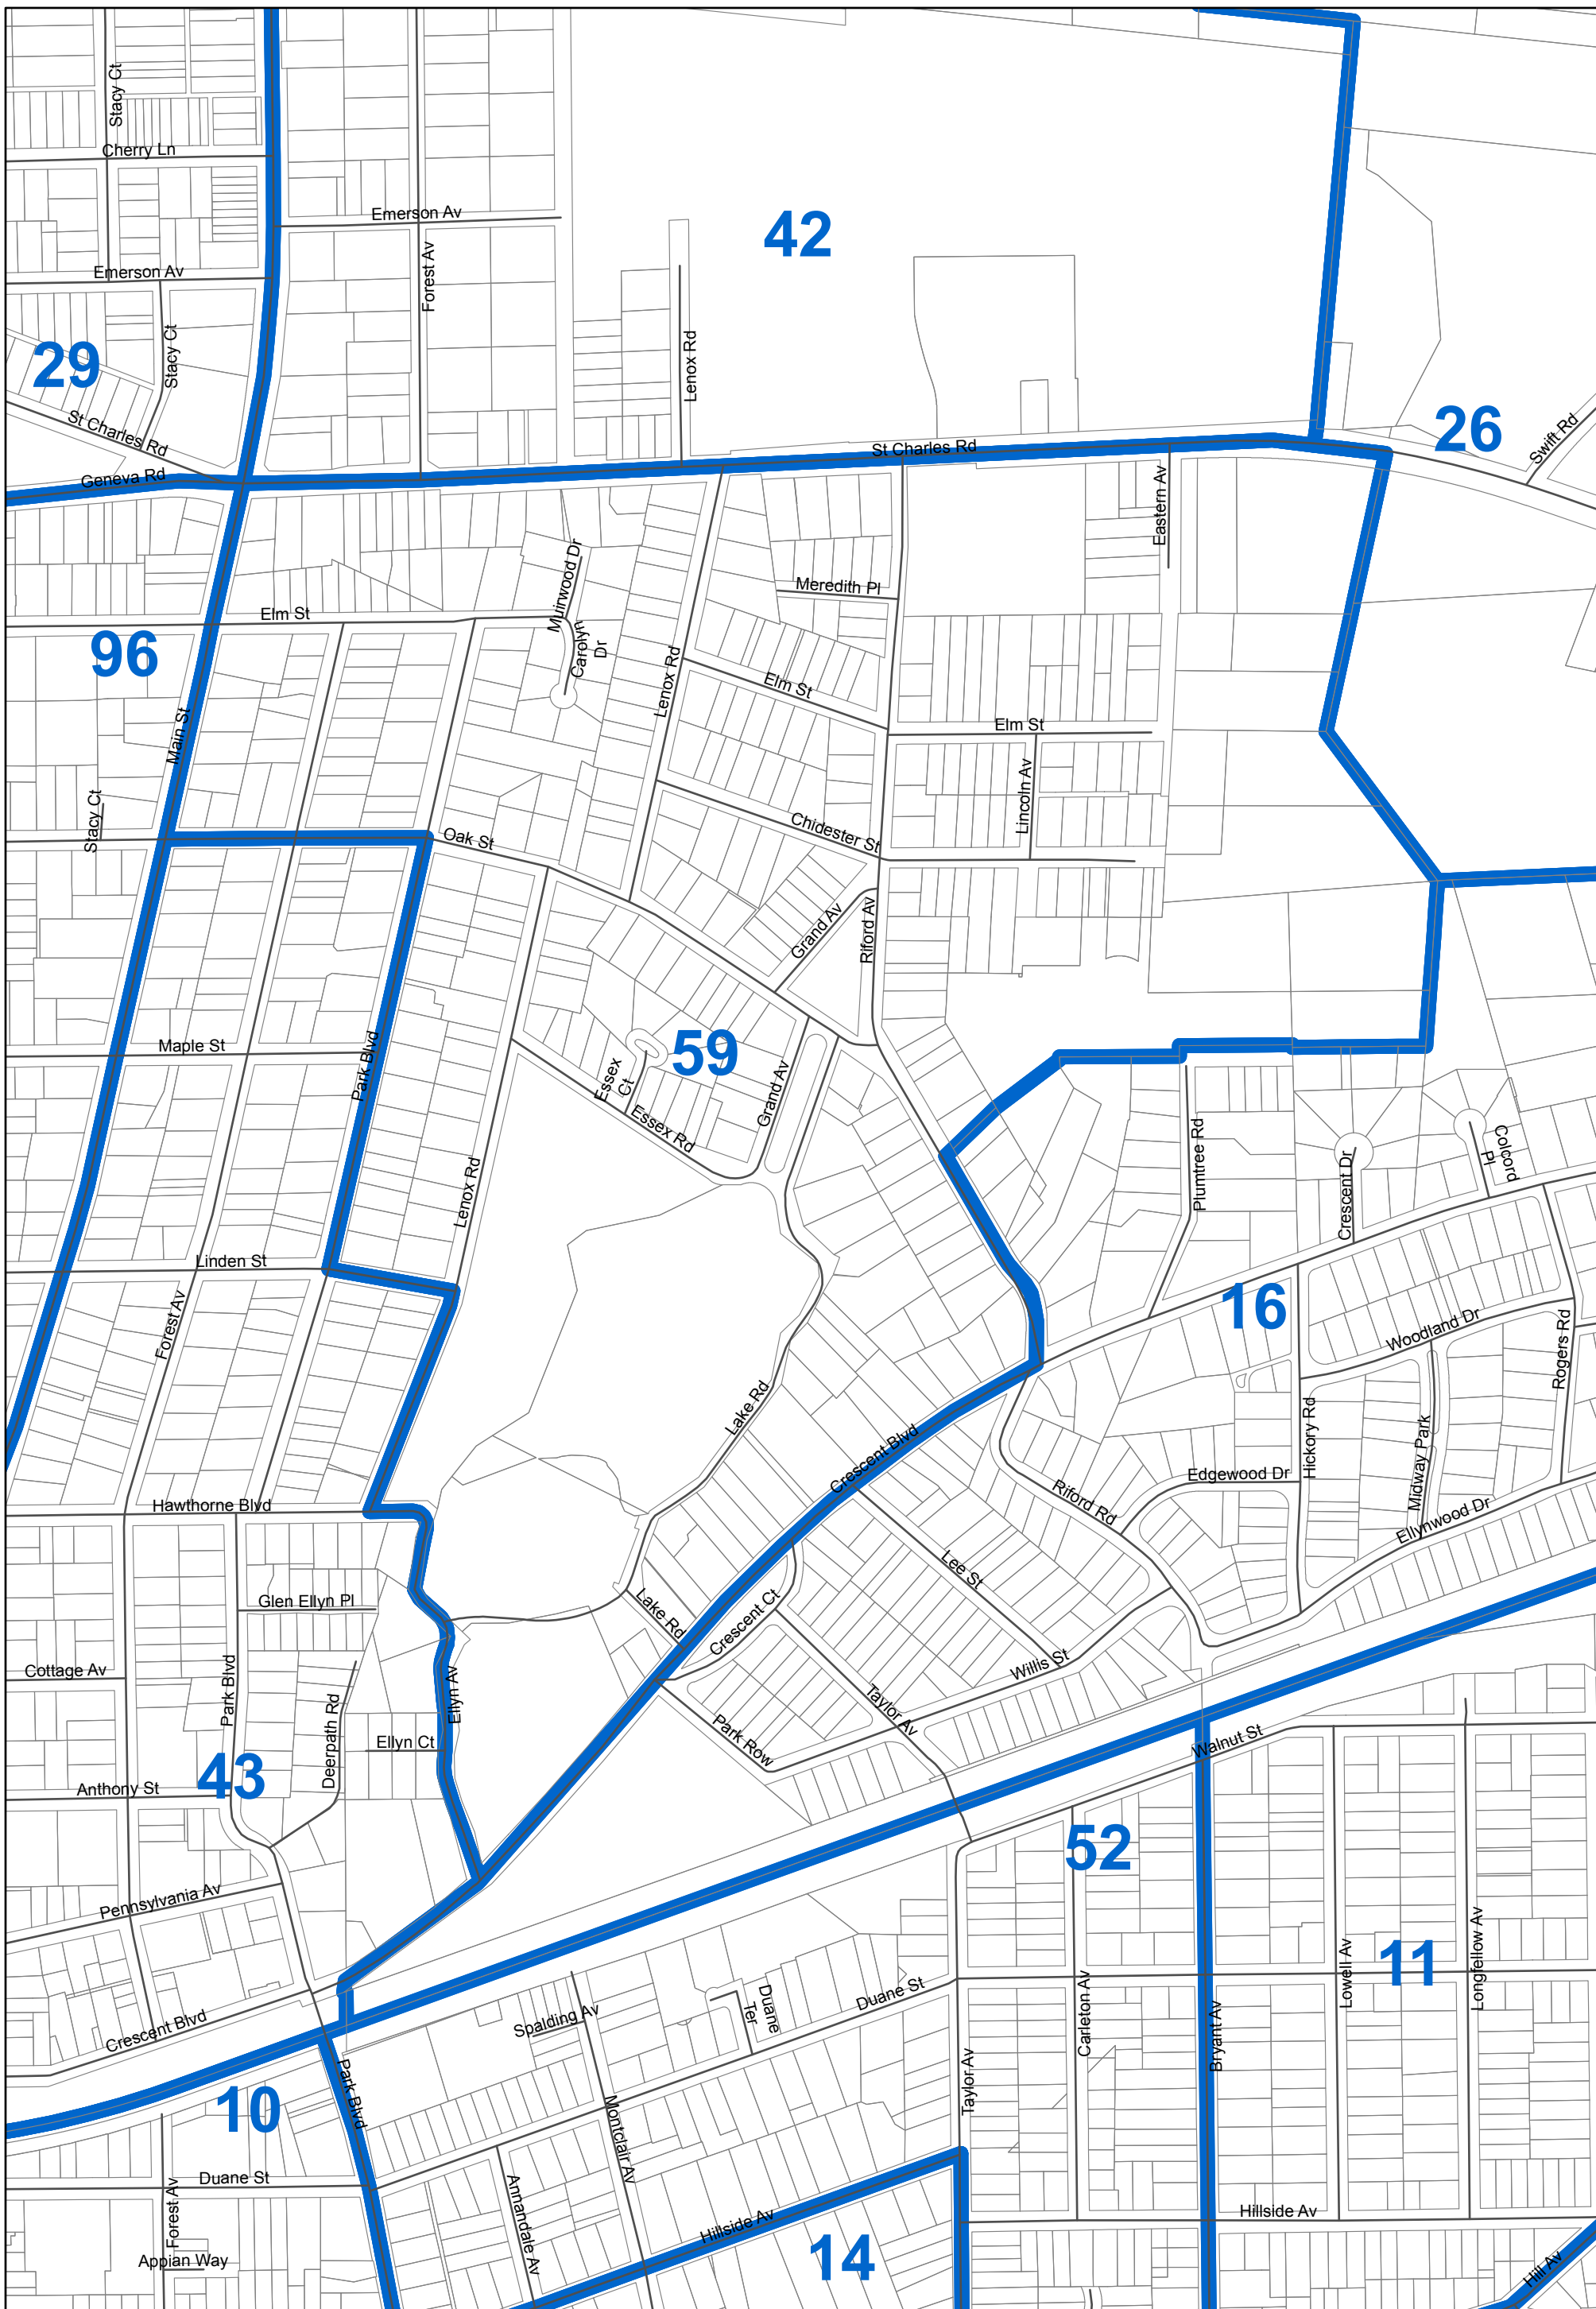 Stacy Ct
Cherry Ln
Emerson Av
Forest Av
42
Emerson Av
Stacy Ct
29
Lenox Rd
St Charles Rd
Geneva Rd
St Charles Rd
26
Swift Rd
Eastern Av
Muirwood Dr
Meredith Pl
Elm St
Carolyn
Dr
96
Lenox Rd
Elm St
Main St
Elm St
Lincoln Av
Stacy Ct
Oak St
Chidester St
Grand Av
Riford Av
Maple St
Park Blvd
59
Essex
Ct
Essex Rd
Grand Av
Plumtree Rd
Crescent Dr
Colcord
Pl
Lenox Rd
Linden St
Forest Av
16
Woodland Dr
Rogers Rd
Lake Rd
Crescent Blvd
Hickory Rd
Midway Park
Edgewood Dr
Riford Rd
Ellynwood Dr
Hawthorne Blvd
Lee St
Glen Ellyn Pl
Lake Rd
Crescent Ct
Cottage Av
Park Blvd
Ellyn Av
Willis St
Deerpath Rd
Taylor Av
Park Row
Ellyn Ct
Walnut St
43
Anthony St
52
Pennsylvania Av
11
Lowell Av
Longfellow Av
Crescent Blvd
Spalding Av
Duane
Ter
Duane St
Carleton Av
Bryant Av
Park Blvd
10
Taylor Av
Montclair Av
Duane St
Forest Av
Annandale Av
Hillside Av
Hillside Av
14
Appian Way
Hill Av